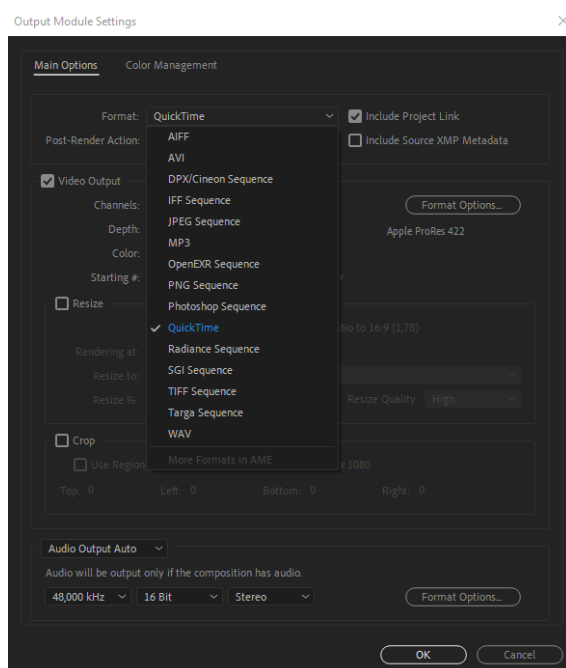 Output Module Settings
Main Options Color Management
Format: QuickTime Include Project Link
Post-Render Action: AIFF Include Source XMP Metadata
AVI
Video Output DPX/Cineon Sequence
Channels: IFF Sequence Format Options...
Depth: JPEG Sequence Apple ProRes 422
MP3
Color: OpenEXR Sequence
Starting #: PNG Sequence
Resize Photoshop Sequence
QuickTime tio to 16:9 (1,78)
Rendering at: Radiance Sequence
Resize to: SGI Sequence
Resize %: TIFF Sequence Resize Quality: High
Targa Sequence
Crop WAV
Use Region More Formats in AME x 1080
Top: 0 Left: 0 Bottom: 0 Right: 0
Audio Output Auto
Audio will be output only if the composition has audio.
48,000 kHz 16 Bit Stereo Format Options...
OK Cancel